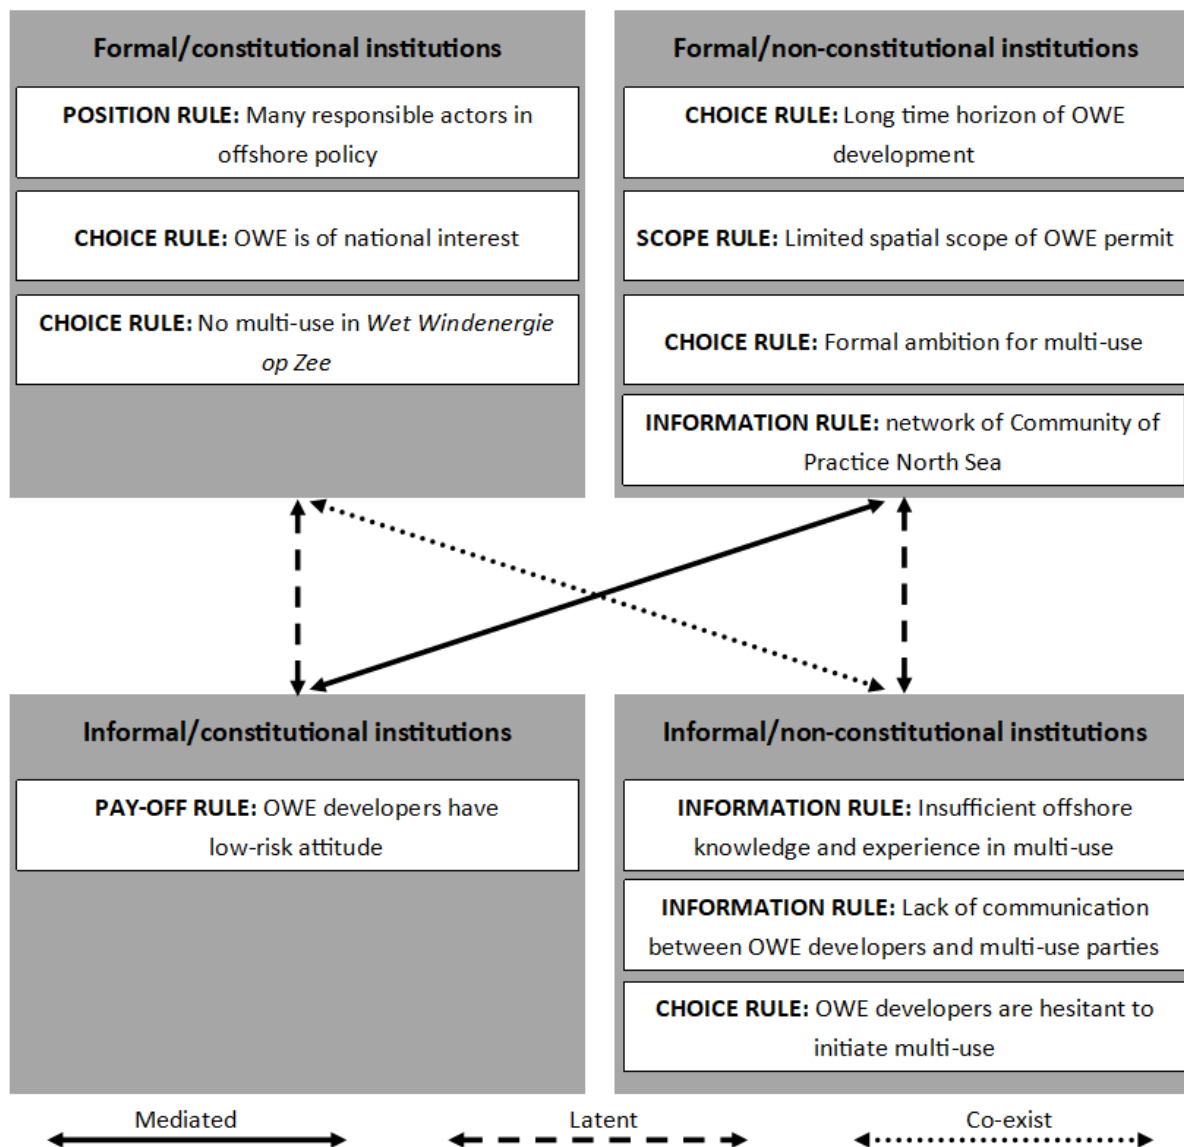 Formal/constitutional institutions
POSITION RULE: Many responsible actors in
offshore policy
CHOICE RULE: OWE is of national interest
CHOICE RULE: No multi-use in Wet Windenergie
op Zee
Formal/non-constitutional institutions
CHOICE RULE: Long time horizon of OWE
development
SCOPE RULE: Limited spatial scope of OWE permit
CHOICE RULE: Formal ambition for multi-use
INFORMATION RULE: network of Community of
Practice North Sea
Informal/constitutional institutions
PAY-OFF RULE: OWE developers have
low-risk attitude
Informal/non-constitutional institutions
INFORMATION RULE: Insufficient offshore
knowledge and experience in multi-use
INFORMATION RULE: Lack of communication
between OWE developers and multi-use parties
CHOICE RULE: OWE developers are hesitant to
initiate multi-use
Mediated
Latent
Co-exist